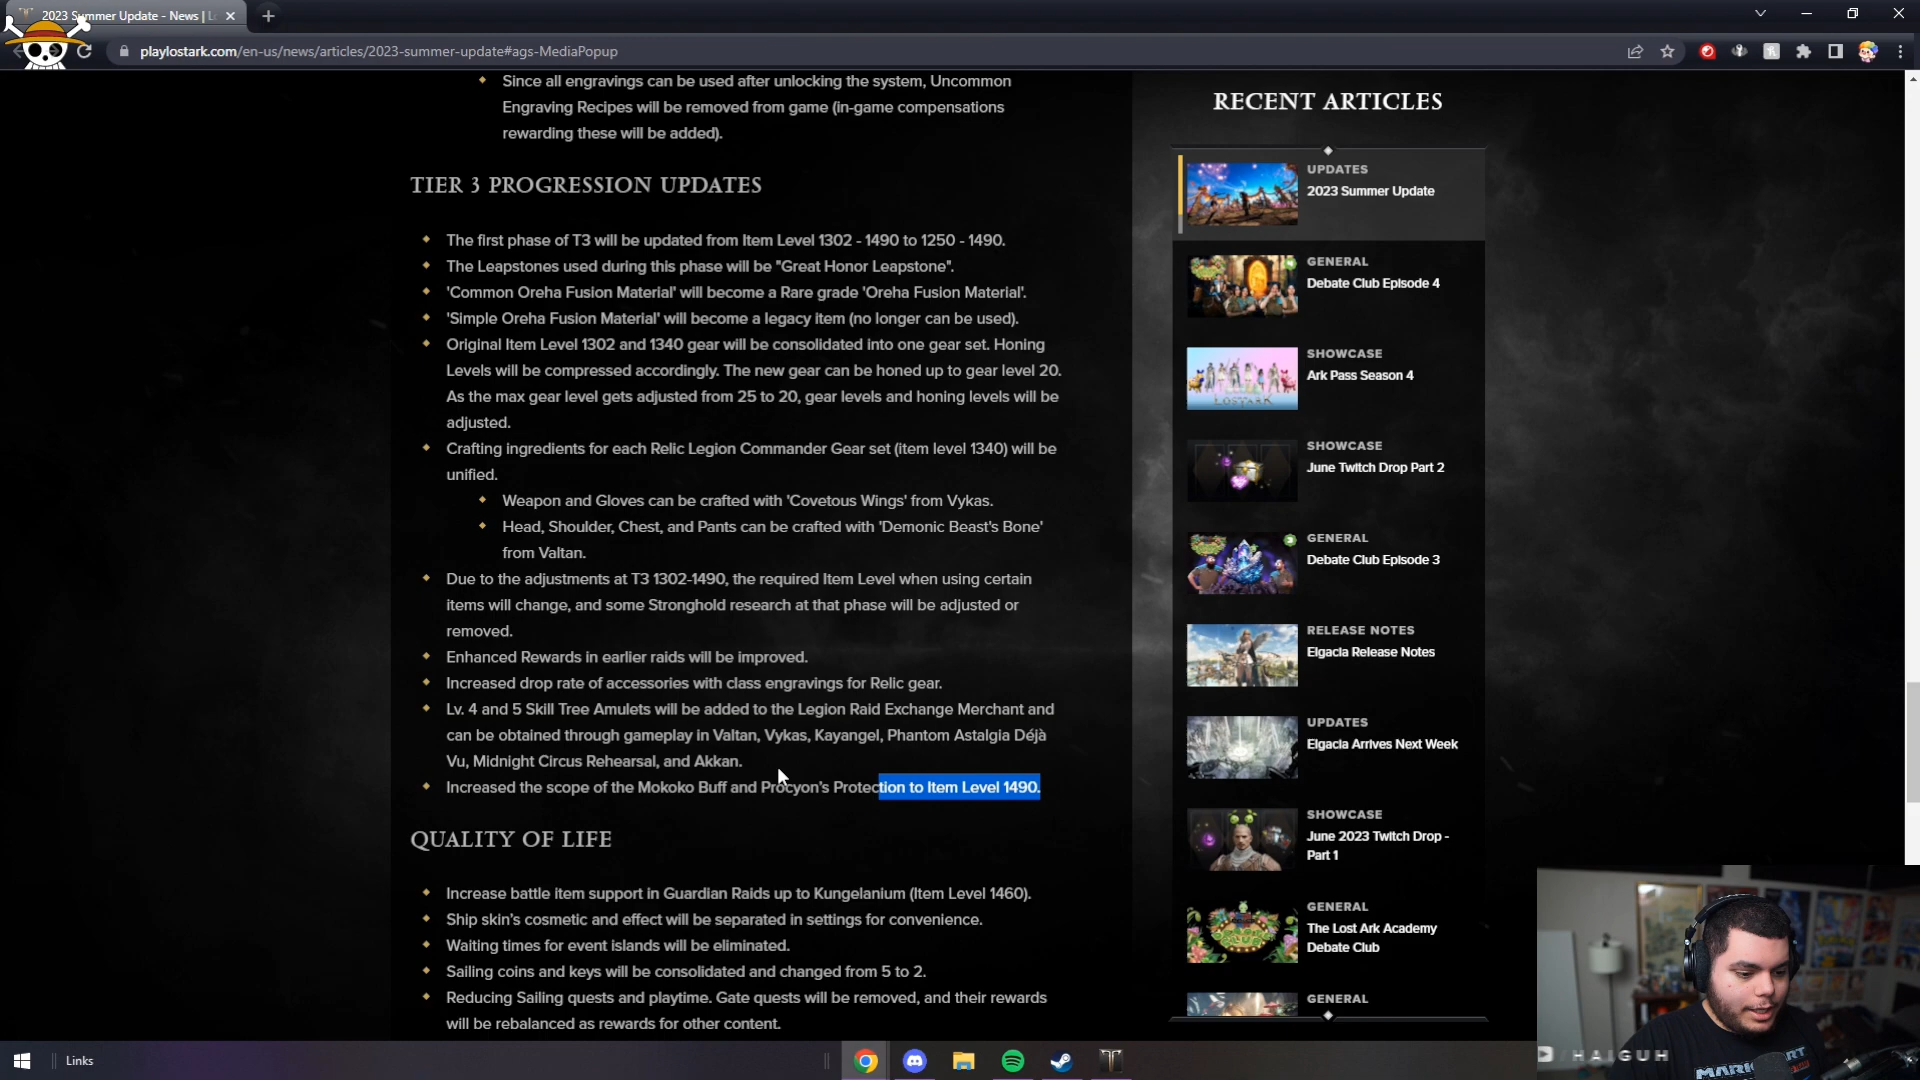 2023 Summer Update - News | L
playlostark.com/en-us/news/articles/2023-summer-update#ags-MediaPopup
Since all engravings can be used after unlocking the system, Uncommon
Engraving Recipes will be removed from game (in-game compensations
rewarding these will be added).
TIER 3 PROGRESSION UPDATES
The first phase of T3 will be updated from Item Level 1302 - 1490 to 1250 - 1490.
The Leapstones used during this phase will be "Great Honor Leapstone".
'Common Oreha Fusion Material' will become a Rare grade 'Oreha Fusion Material'.
'Simple Oreha Fusion Material' will become a legacy item (no longer can be used).
Original Item Level 1302 and 1340 gear will be consolidated into one gear set. Honing
Levels will be compressed accordingly. The new gear can be honed up to gear level 20.
As the max gear level gets adjusted from 25 to 20, gear levels and honing levels will be
adjusted.
Crafting ingredients for each Relic Legion Commander Gear set (item level 1340) will be
unified.
Weapon and Gloves can be crafted with 'Covetous Wings' from Vykas.
Head, Shoulder, Chest, and Pants can be crafted with 'Demonic Beast's Bone'
from Valtan.
Due to the adjustments at T3 1302-1490, the required Item Level when using certain
items will change, and some Stronghold research at that phase will be adjusted or
removed.
Enhanced Rewards in earlier raids will be improved.
Increased drop rate of accessories with class engravings for Relic gear.
Lv. 4 and 5 Skill Tree Amulets will be added to the Legion Raid Exchange Merchant and
can be obtained through gameplay in Valtan, Vykas, Kayangel, Phantom Astalgia Déjà
Vu, Midnight Circus Rehearsal, and Akkan.
Increased the scope of the Mokoko Buff and Procyon's Protection to Item Level 1490.
QUALITY OF LIFE
Increase battle item support in Guardian Raids up to Kungelanium (Item Level 1460).
Ship skin's cosmetic and effect will be separated in settings for convenience.
Waiting times for event islands will be eliminated.
Sailing coins and keys will be consolidated and changed from 5 to 2.
Reducing Sailing quests and playtime. Gate quests will be removed, and their rewards
will be rebalanced as rewards for other content.
RECENT ARTICLES
UPDATES
2023 Summer Update
GENERAL
Debate Club Episode 4
SHOWCASE
Ark Pass Season 4
LOSTARK
SHOWCASE
June Twitch Drop Part 2
GENERAL
Debate Club Episode 3
RELEASE NOTES
Elgacia Release Notes
UPDATES
Elgacia Arrives Next Week
SHOWCASE
June 2023 Twitch Drop -
Part 1
GENERAL
The Lost Ark Academy
Debate Club
GENERAL
Links
/HAIGUH